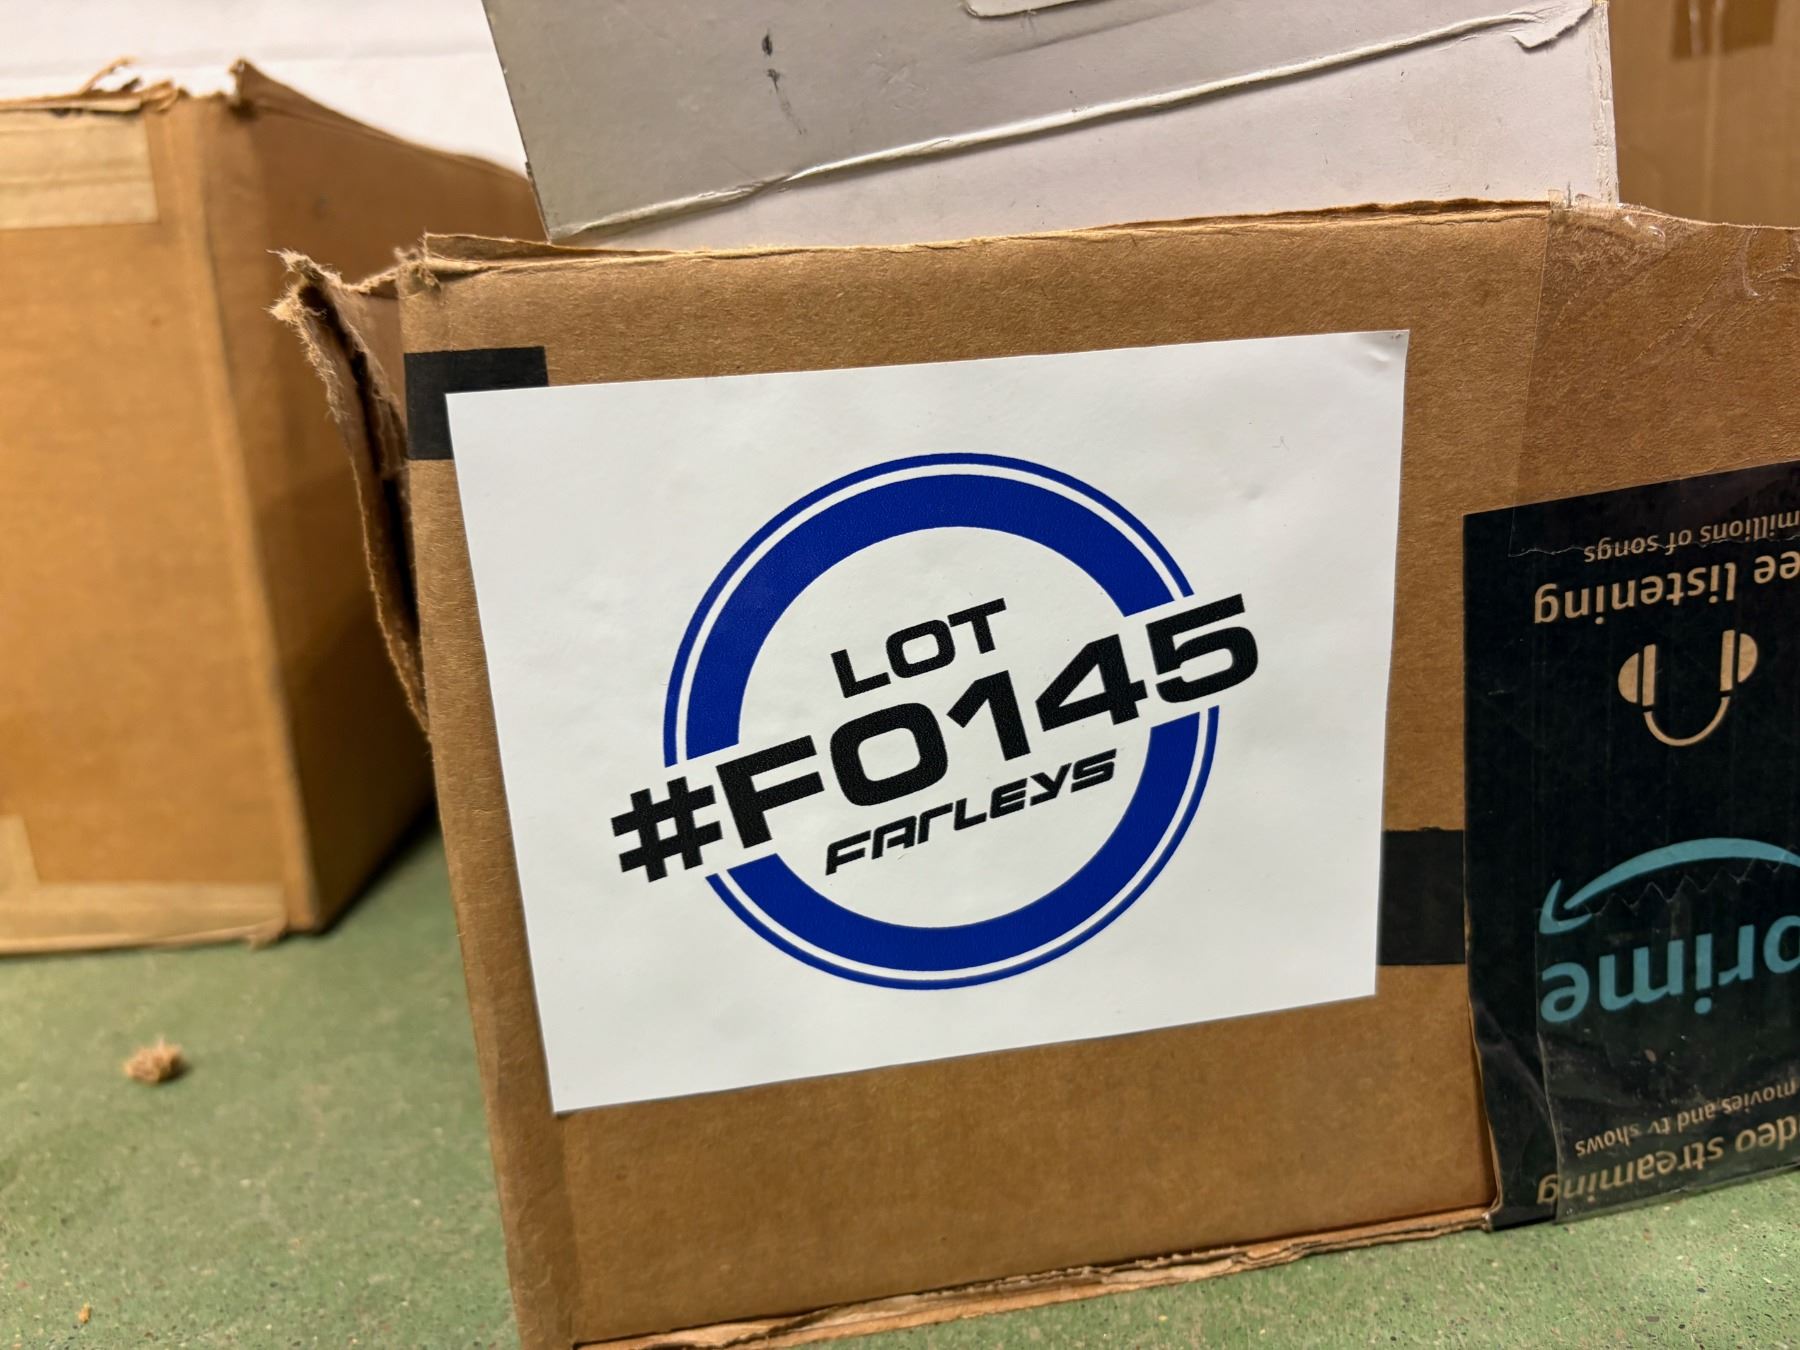 LOT
#F0145
FARLEYS
millions of songs
ee listening
prime
movies and tv shows
deo streaming